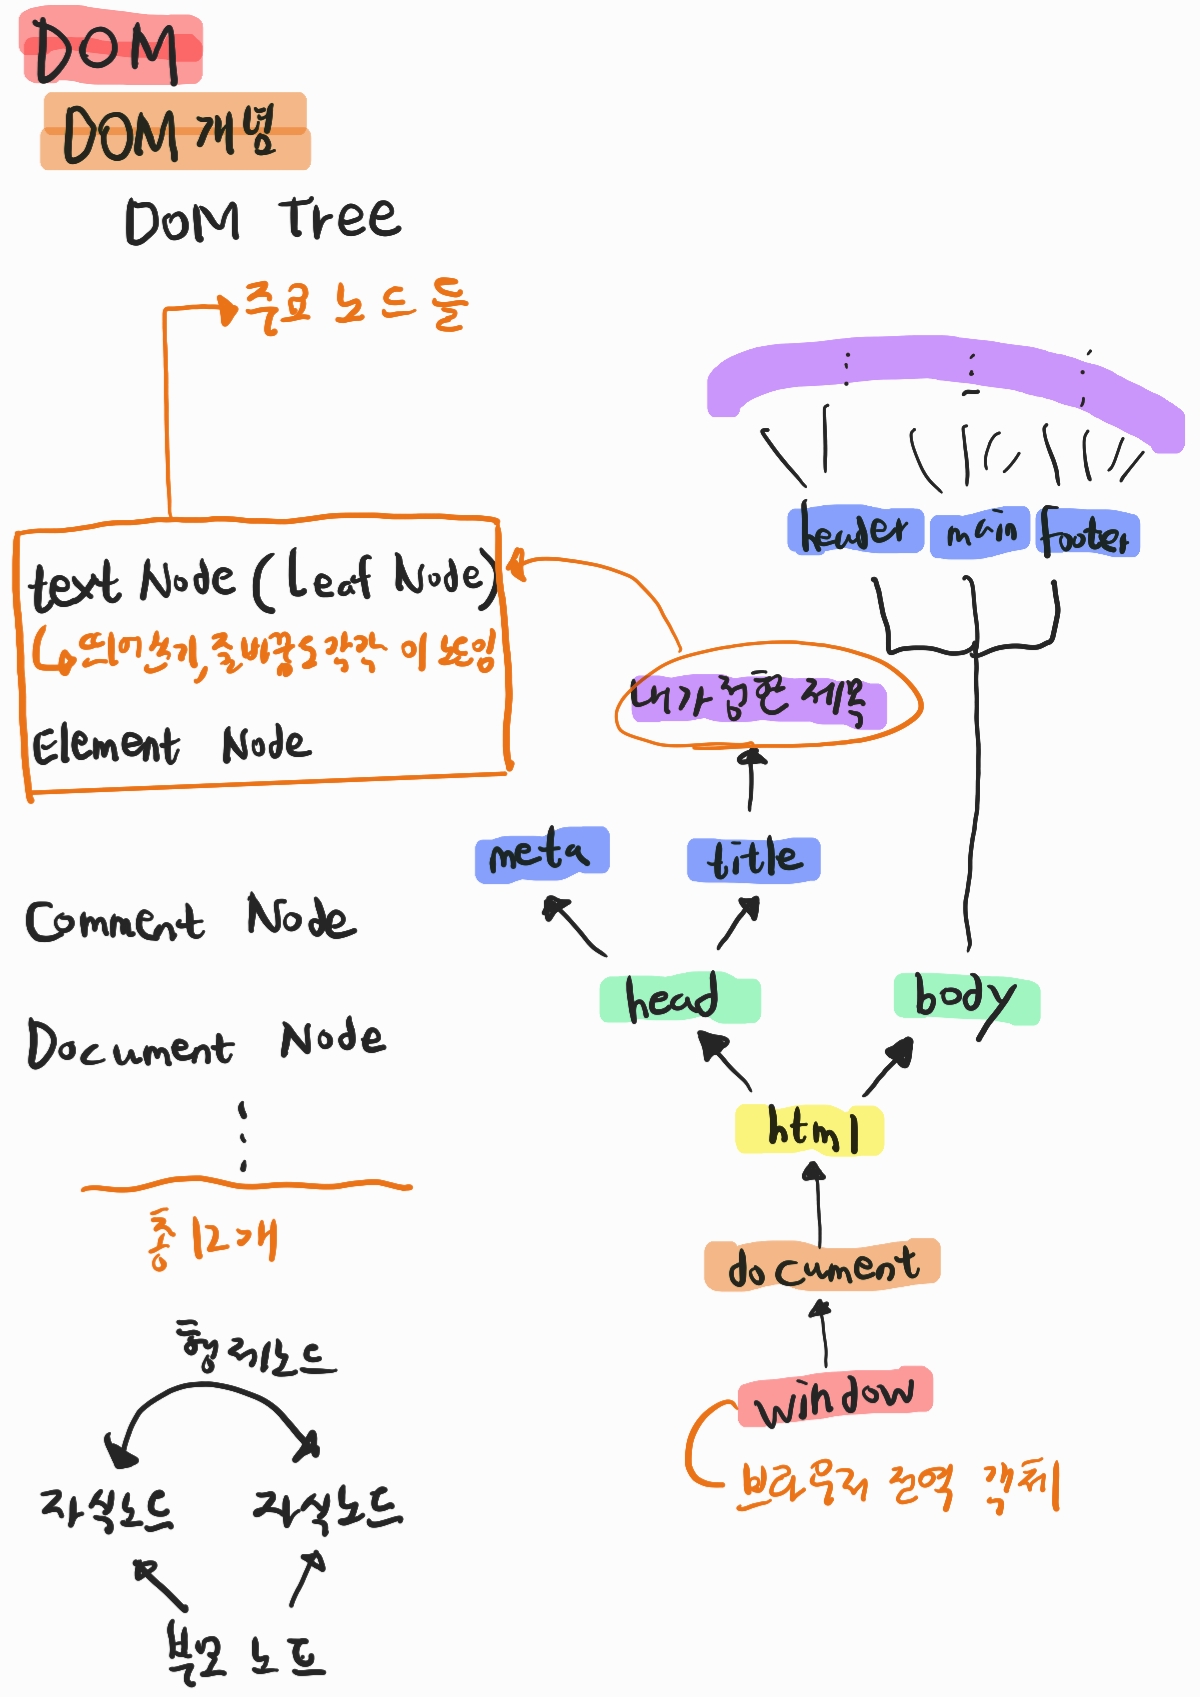 DOM
DOM 개념
DOM Tree
주요 노드들
header main footer
text Node (Leaf Node)
띄어쓰기, 줄바꿈도 각각 이 노드임
내가 정한 제목
Element Node
meta title
Comment Node
head body
Document Node
html
총 12개
document
형제노드
window
브라우저 전역 객체
자식노드 자식노드
부모 노드